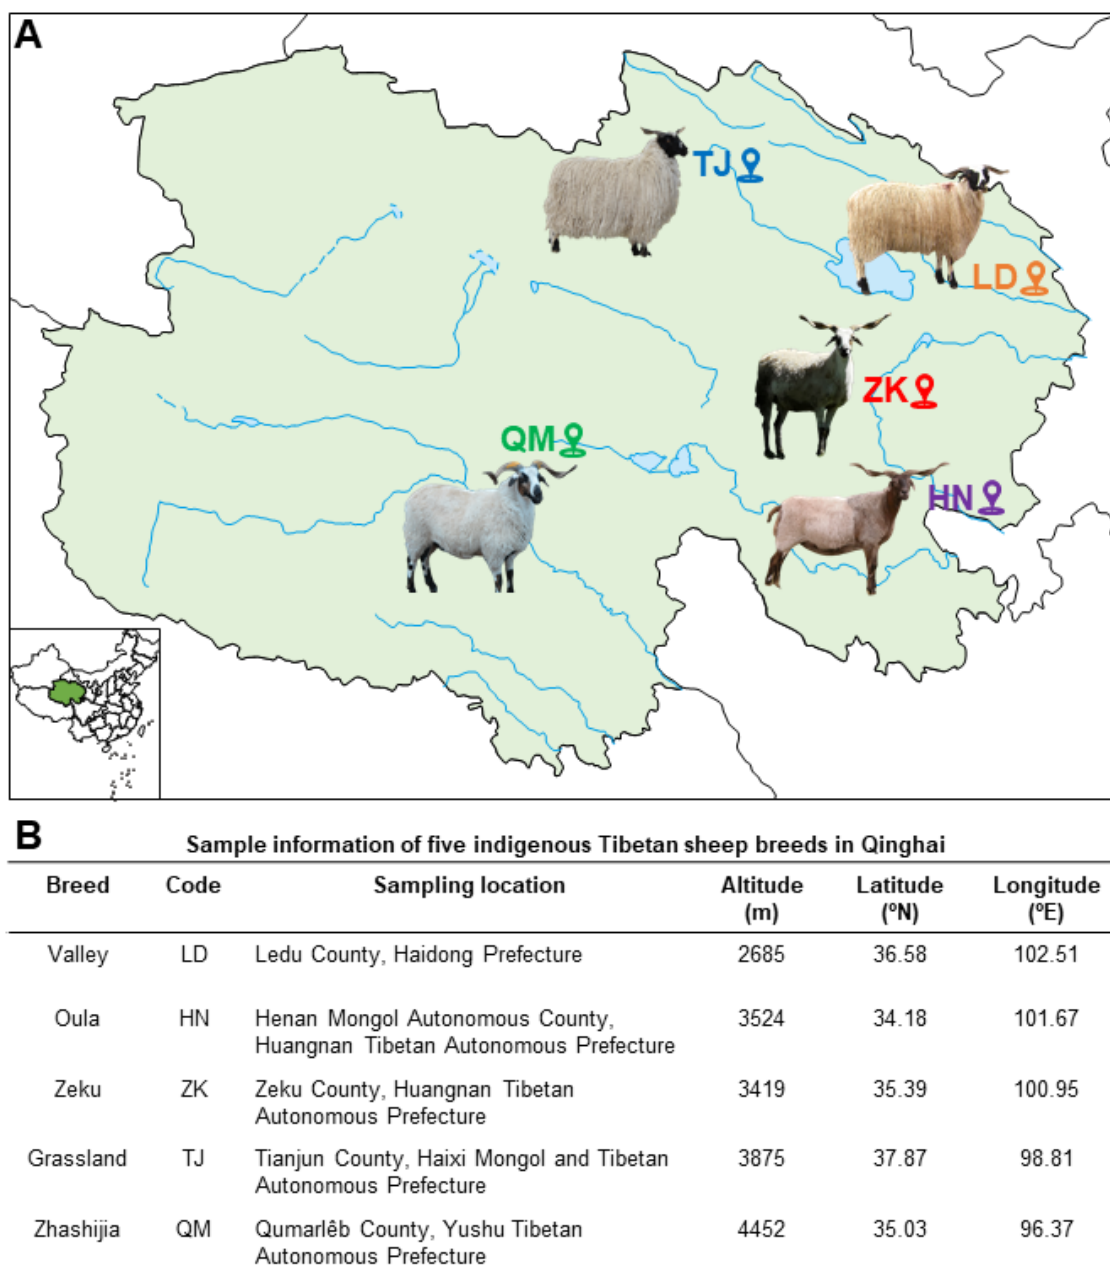 A
TJ
LD
ZK
QM
HN
B
Sample information of five indigenous Tibetan sheep breeds in Qinghai
Breed Code Sampling location Altitude (m) Latitude (ºN) Longitude (ºE)
Valley LD Ledu County, Haidong Prefecture 2685 36.58 102.51
Oula HN Henan Mongol Autonomous County, 3524 34.18 101.67
Huangnan Tibetan Autonomous Prefecture
Zeku ZK Zeku County, Huangnan Tibetan 3419 35.39 100.95
Autonomous Prefecture
Grassland TJ Tianjun County, Haixi Mongol and Tibetan 3875 37.87 98.81
Autonomous Prefecture
Zhashijia QM Qumarlêb County, Yushu Tibetan 4452 35.03 96.37
Autonomous Prefecture